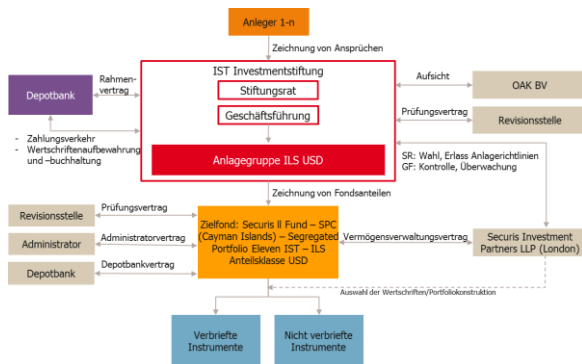 Anleger 1-n
Zeichnung von Ansprüchen
IST Investmentstiftung
Stiftungsrat
Geschäftsführung
Anlagegruppe ILS USD
Rahmen-
vertrag
Depotbank
- Zahlungsverkehr
- Wertschriftenaufbewahrung
und –buchhaltung
Aufsicht
OAK BV
Prüfungsvertrag
Revisionsstelle
SR: Wahl, Erlass Anlagerichtlinien
GF: Kontrolle, Überwachung
Zeichnung von Fondsanteilen
Revisionsstelle
Prüfungsvertrag
Administrator
Administratorvertrag
Depotbank
Depotbankvertrag
Zielfond: Securis ll Fund – SPC
(Cayman Islands) – Segregated
Portfolio Eleven IST – ILS
Anteilsklasse USD
Vermögensverwaltungsvertrag
Securis Investment
Partners LLP (London)
Auswahl der Wertschriften/Portfoliokonstruktion
Verbriefte
Instrumente
Nicht verbriefte
Instrumente